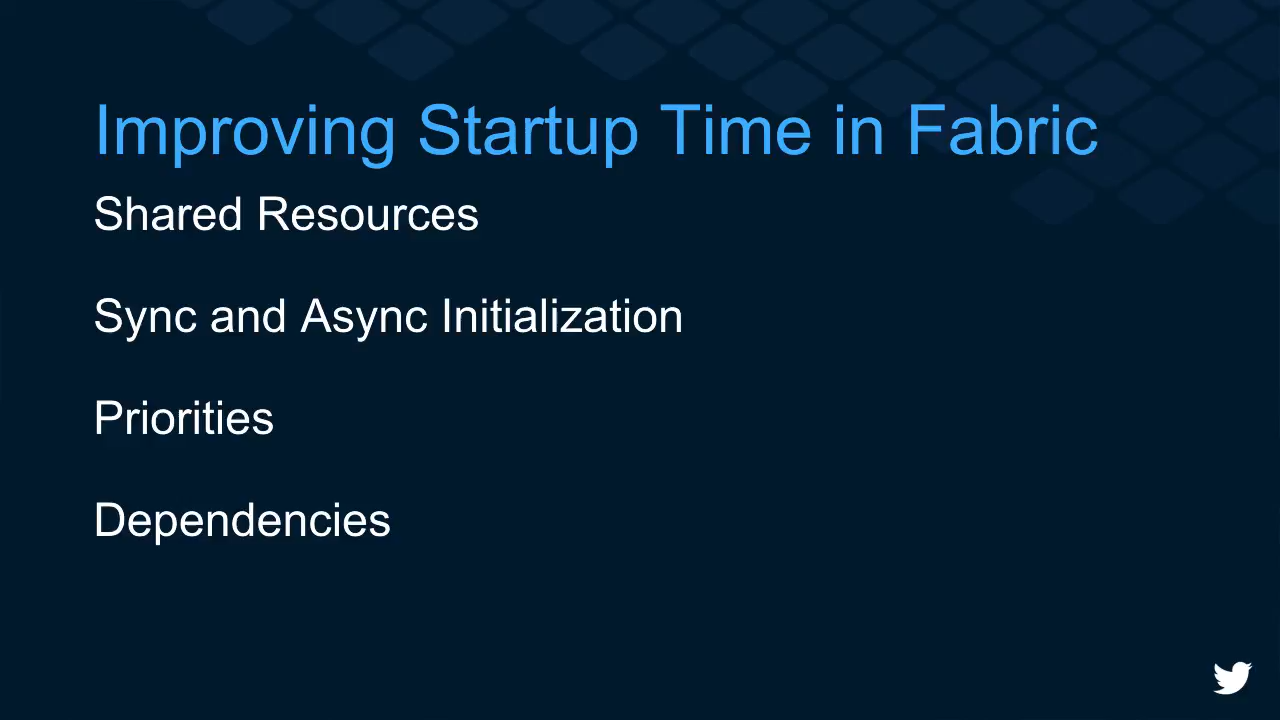 Improving Startup Time in Fabric
Shared Resources
Sync and Async Initialization
Priorities
Dependencies